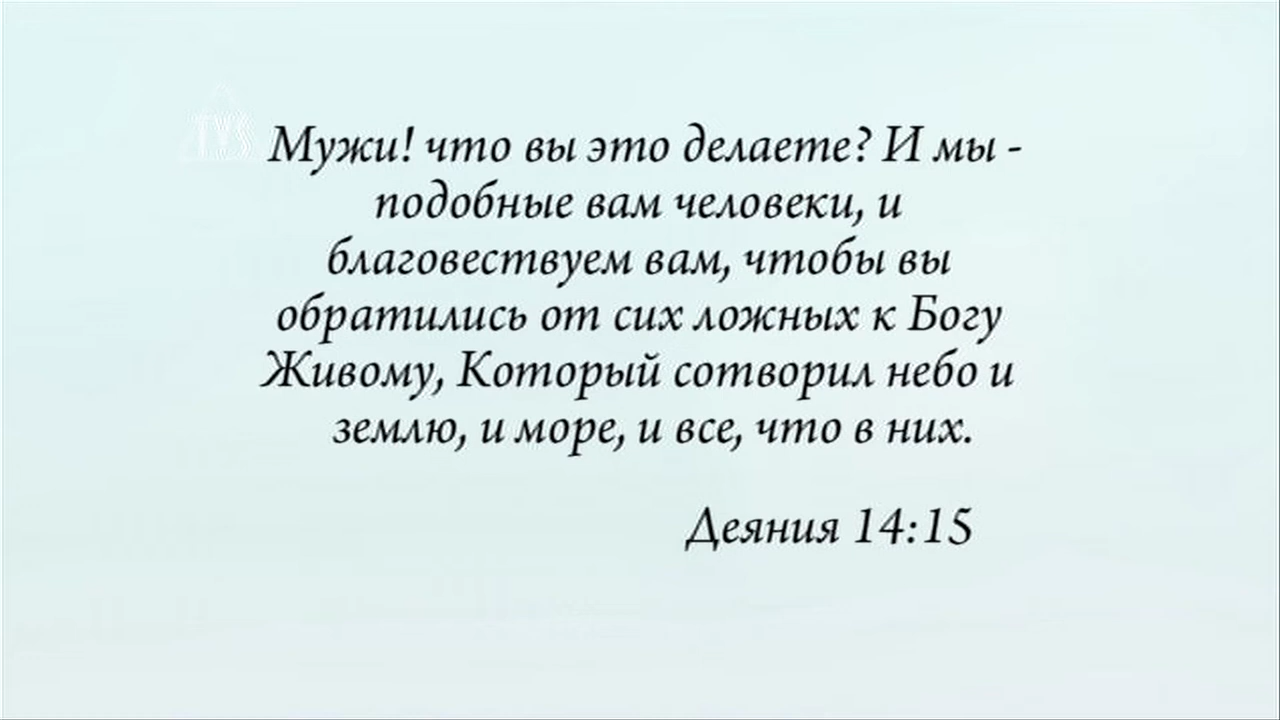 TVS
Мужи! что вы это делаете? И мы -
подобные вам человеки, и
благовествуем вам, чтобы вы
обратились от сих ложных к Богу
Живому, Который сотворил небо и
землю, и море, и все, что в них.
Деяния 14:15